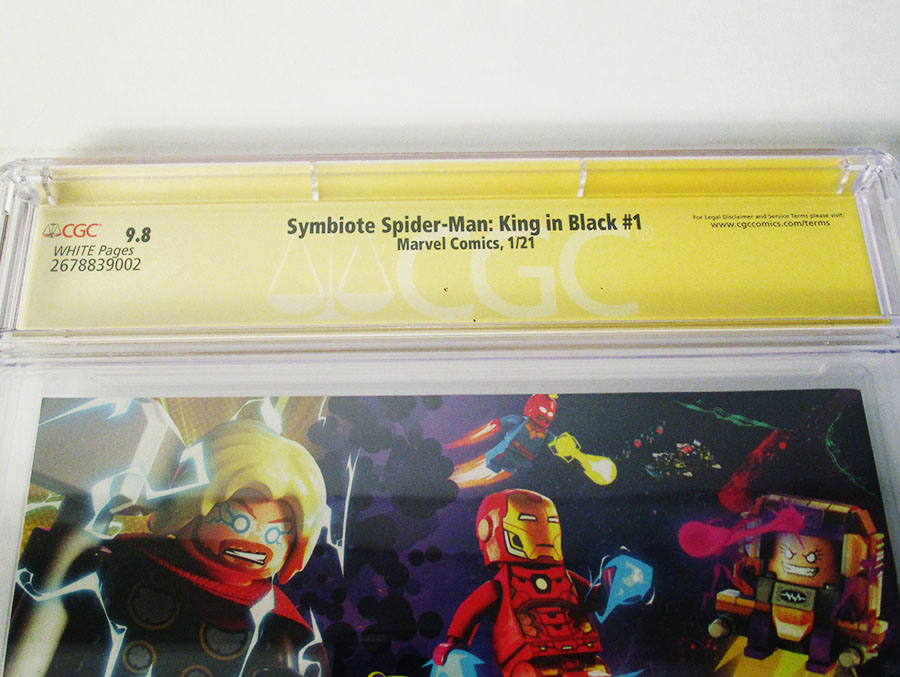 CGC 9.8
WHITE Pages
2678839002
Symbiote Spider-Man: King in Black #1
Marvel Comics, 1/21
For Legal Disclaimer and Service Terms please visit:
www.cgccomics.com/terms
CGC